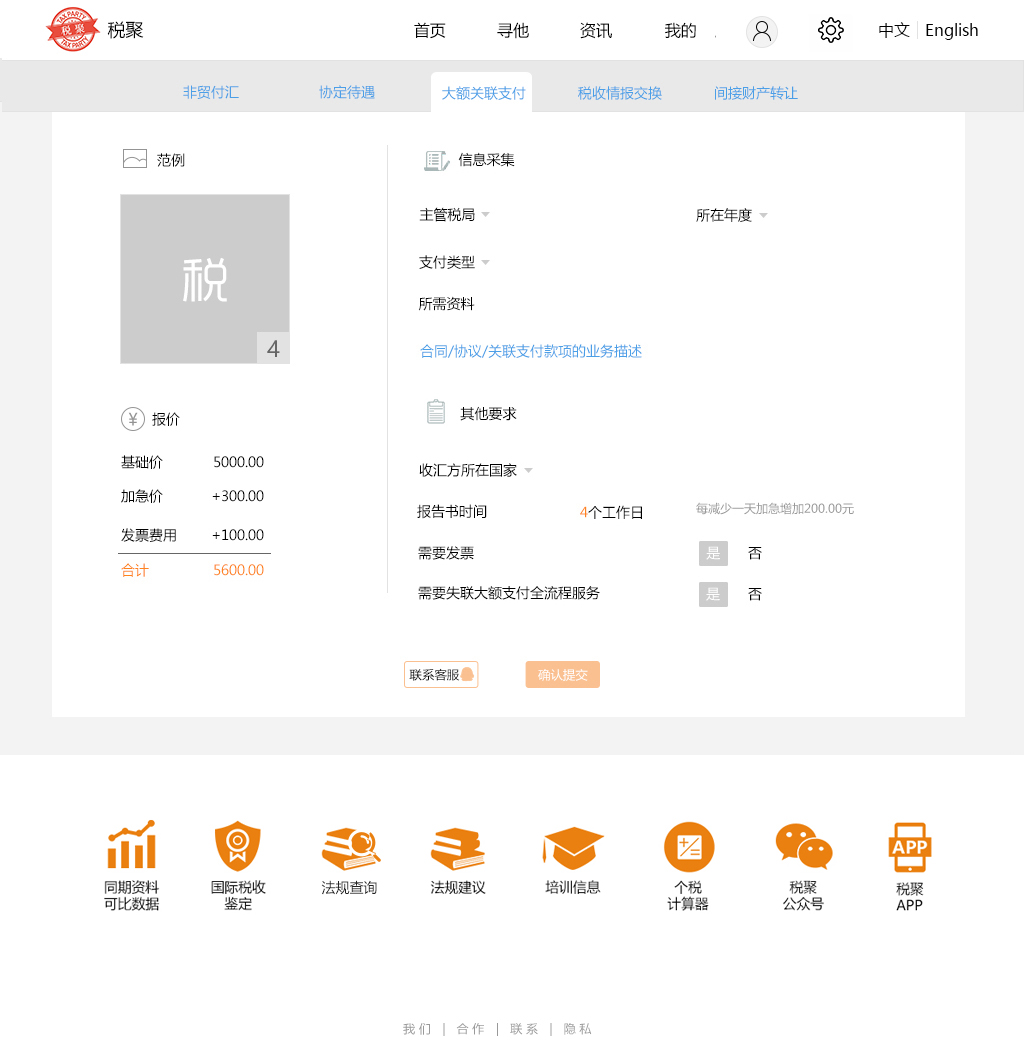 TAX PARTY
税聚
TAX PARTY
税聚
首页
寻他
资讯
我的
中文
English
非贸付汇
协定待遇
大额关联支付
税收情报交换
间接财产转让
范例
税
4
报价
基础价 5000.00
加急价 +300.00
发票费用 +100.00
合计 5600.00
信息采集
主管税局
所在年度
支付类型
所需资料
合同/协议/关联支付款项的业务描述
其他要求
收汇方所在国家
报告书时间 4个工作日 每减少一天加急增加200.00元
需要发票 是 否
需要失联大额支付全流程服务 是 否
联系客服
确认提交
同期资料
可比数据
国际税收
鉴定
法规查询
法规建议
培训信息
个税
计算器
税聚
公众号
APP
税聚
APP
我们 | 合作 | 联系 | 隐私